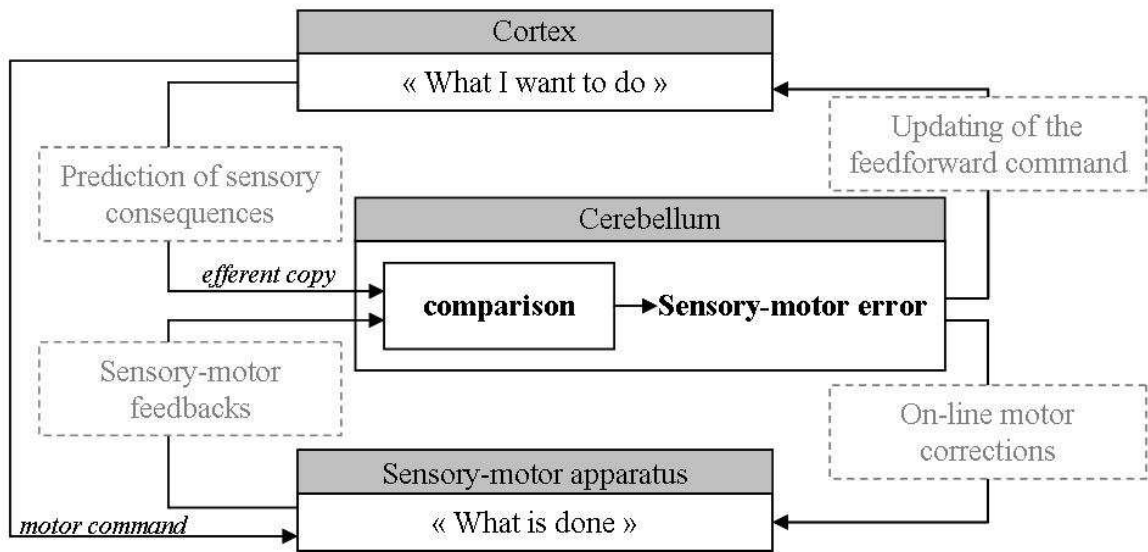 Cortex
« What I want to do »
Prediction of sensory
consequences
Updating of the
feedforward command
Cerebellum
efferent copy
comparison
Sensory-motor error
Sensory-motor
feedbacks
On-line motor
corrections
Sensory-motor apparatus
motor command
« What is done »